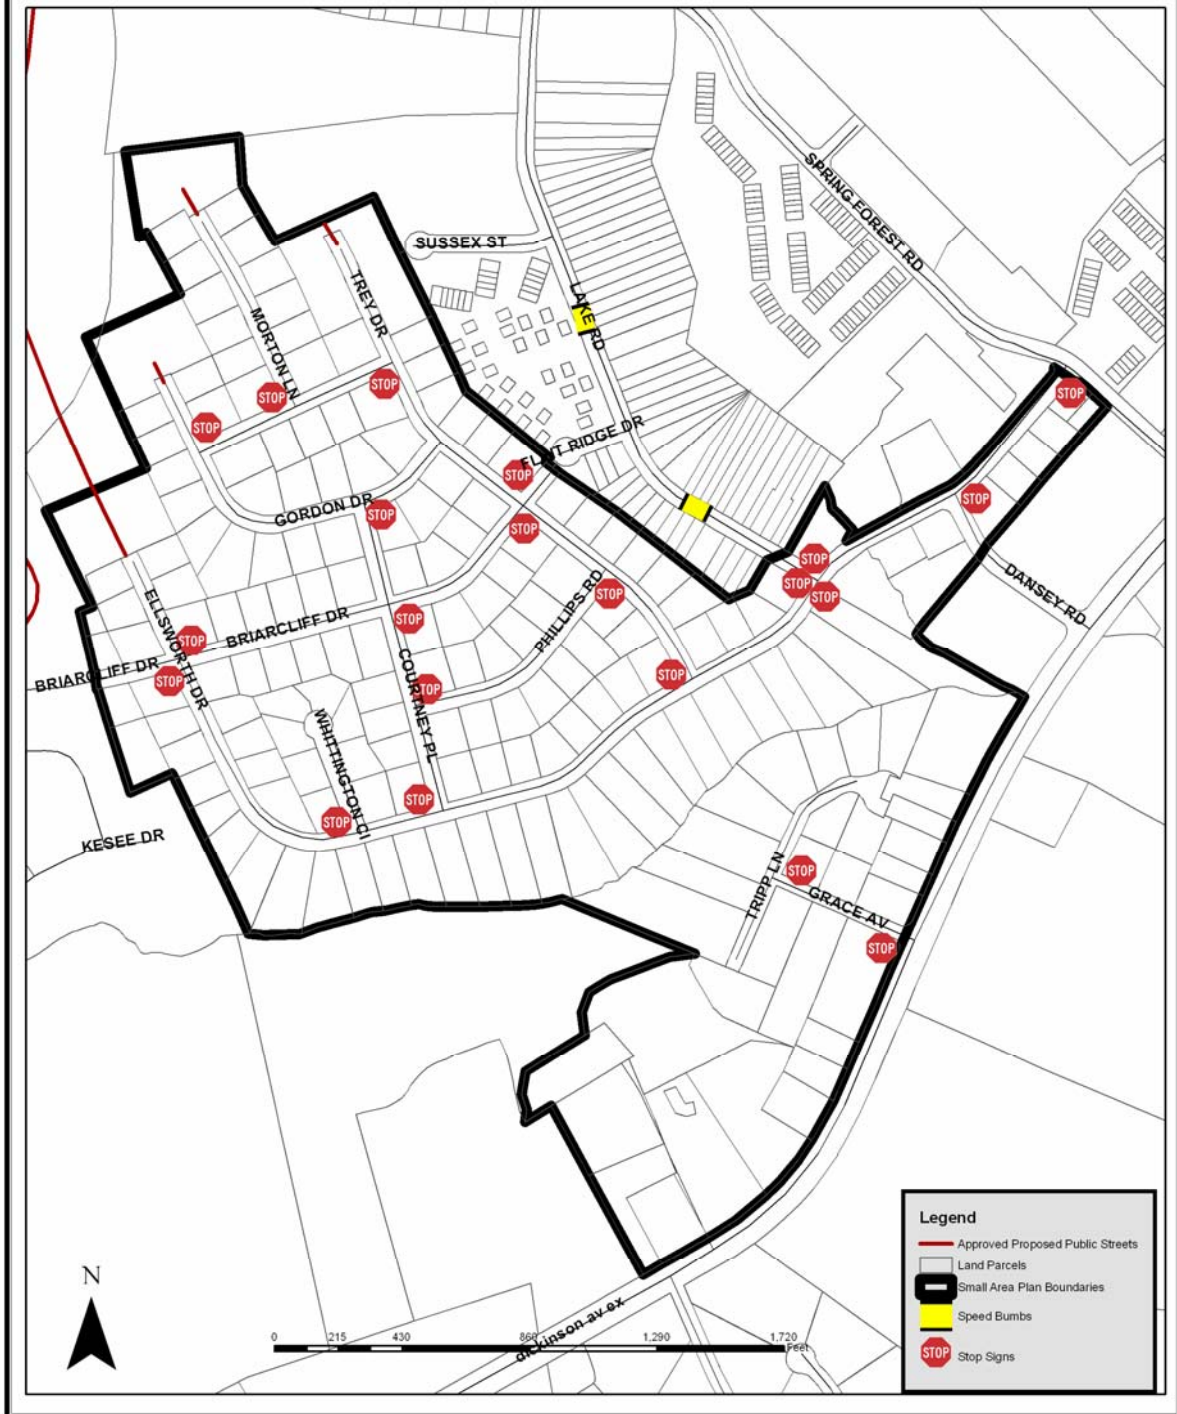 SPRING FOREST RD
SUSSEX ST
LAKE RD
TREY DR
MORTON LN
STOP
STOP
STOP
STOP
FLINT RIDGE DR
STOP
STOP
GORDON DR
STOP
STOP
STOP
DANSEY RD
STOP
STOP
PHILLIPS RD
STOP
ELLSWORTH DR
BRIARCLIFF DR
STOP
STOP
BRIARCLIFF DR
STOP
COURTNEY PL
STOP
STOP
WHITTINGTON CI
STOP
STOP
KESEE DR
TRIPP LN
STOP
GRACE AV
STOP
Legend
Approved Proposed Public Streets
Land Parcels
Small Area Plan Boundaries
Speed Bumbs
STOP Stop Signs
N
0 215 430 860 1,290 1,720
Feet
dickinson av ex